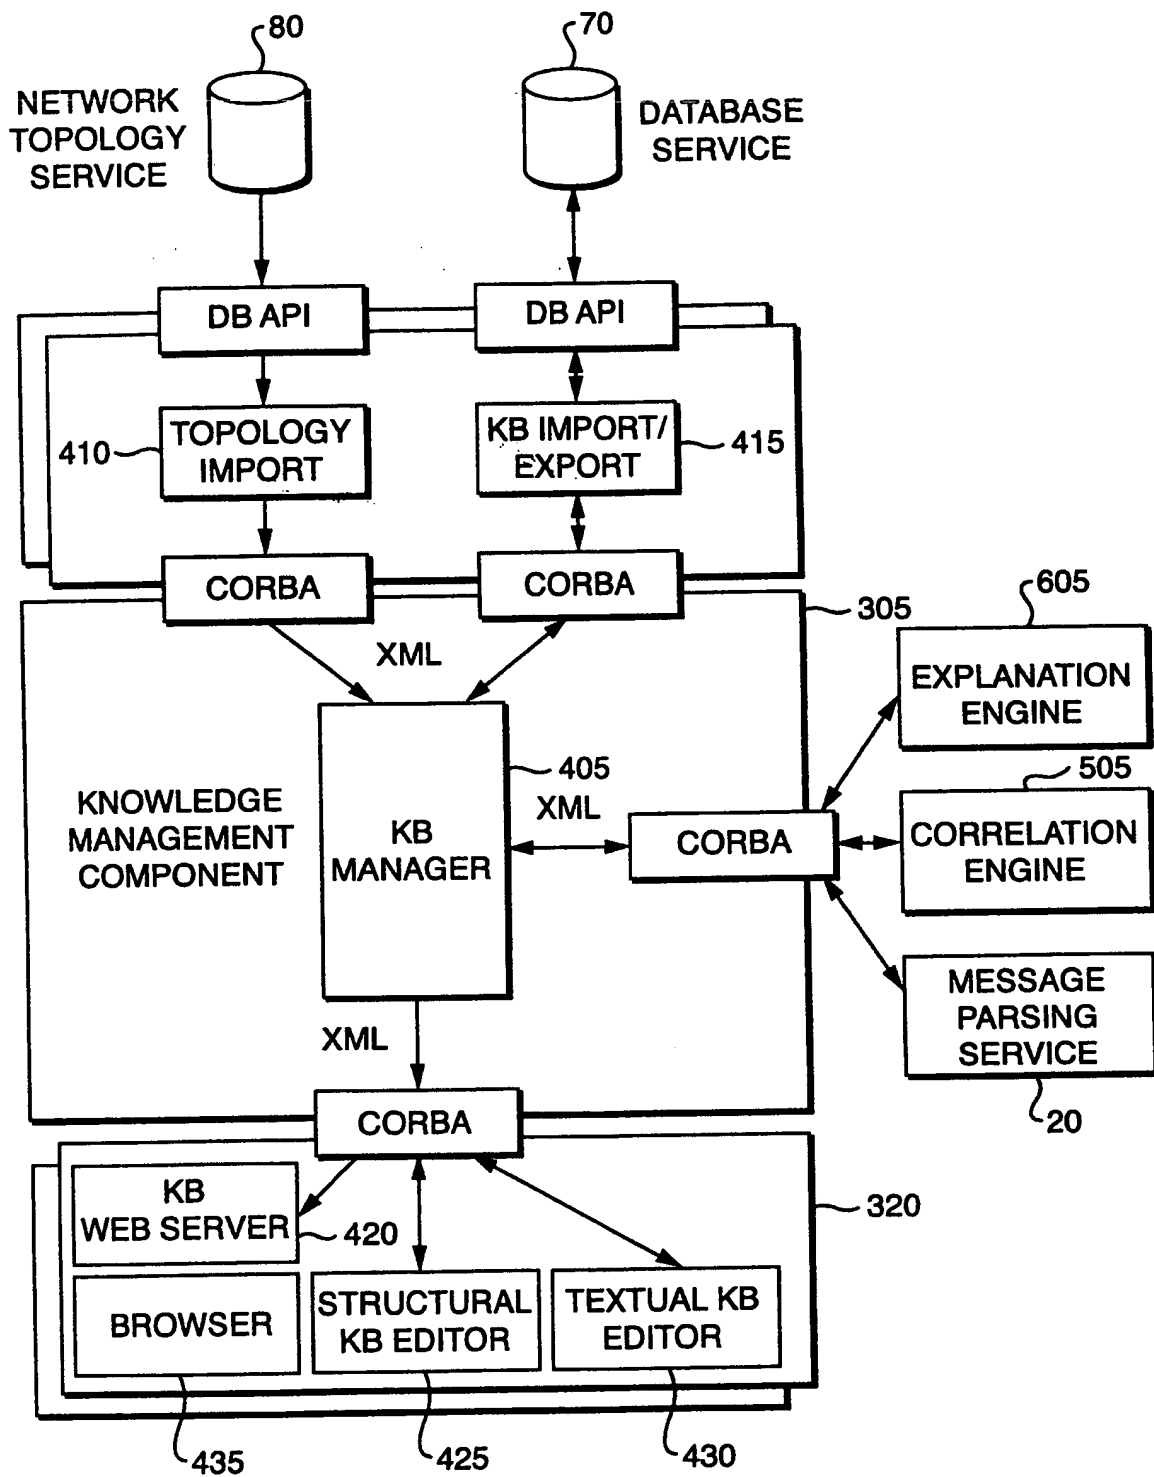 80
70
NETWORK
TOPOLOGY
SERVICE
DATABASE
SERVICE
DB API
DB API
410
TOPOLOGY
IMPORT
KB IMPORT/
EXPORT
415
CORBA
CORBA
305
605
XML
EXPLANATION
ENGINE
405
505
KNOWLEDGE
MANAGEMENT
COMPONENT
KB
MANAGER
XML
CORBA
CORRELATION
ENGINE
MESSAGE
PARSING
SERVICE
20
XML
CORBA
320
KB
WEB SERVER
420
BROWSER
STRUCTURAL
KB EDITOR
TEXTUAL KB
EDITOR
435
425
430